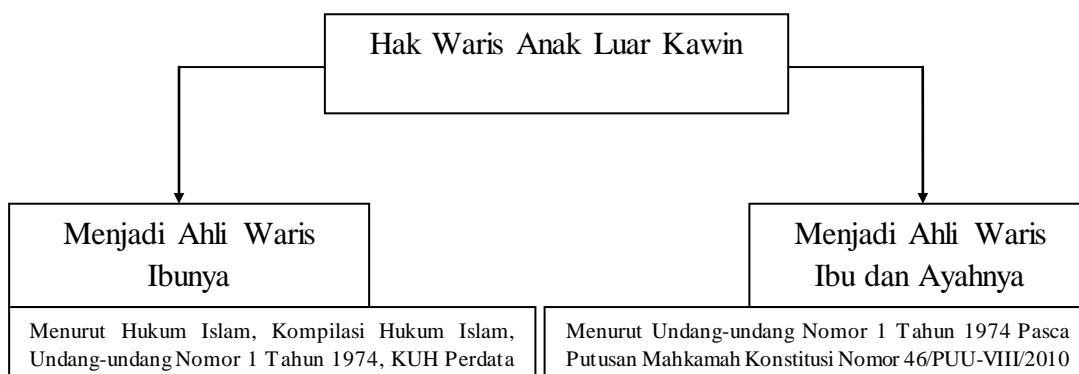 Hak Waris Anak Luar Kawin
Menjadi Ahli Waris
Ibunya
Menurut Hukum Islam, Kompilasi Hukum Islam,
Undang-undang Nomor 1 Tahun 1974, KUH Perdata
Menjadi Ahli Waris
Ibu dan Ayahnya
Menurut Undang-undang Nomor 1 Tahun 1974 Pasca
Putusan Mahkamah Konstitusi Nomor 46/PUU-VIII/2010